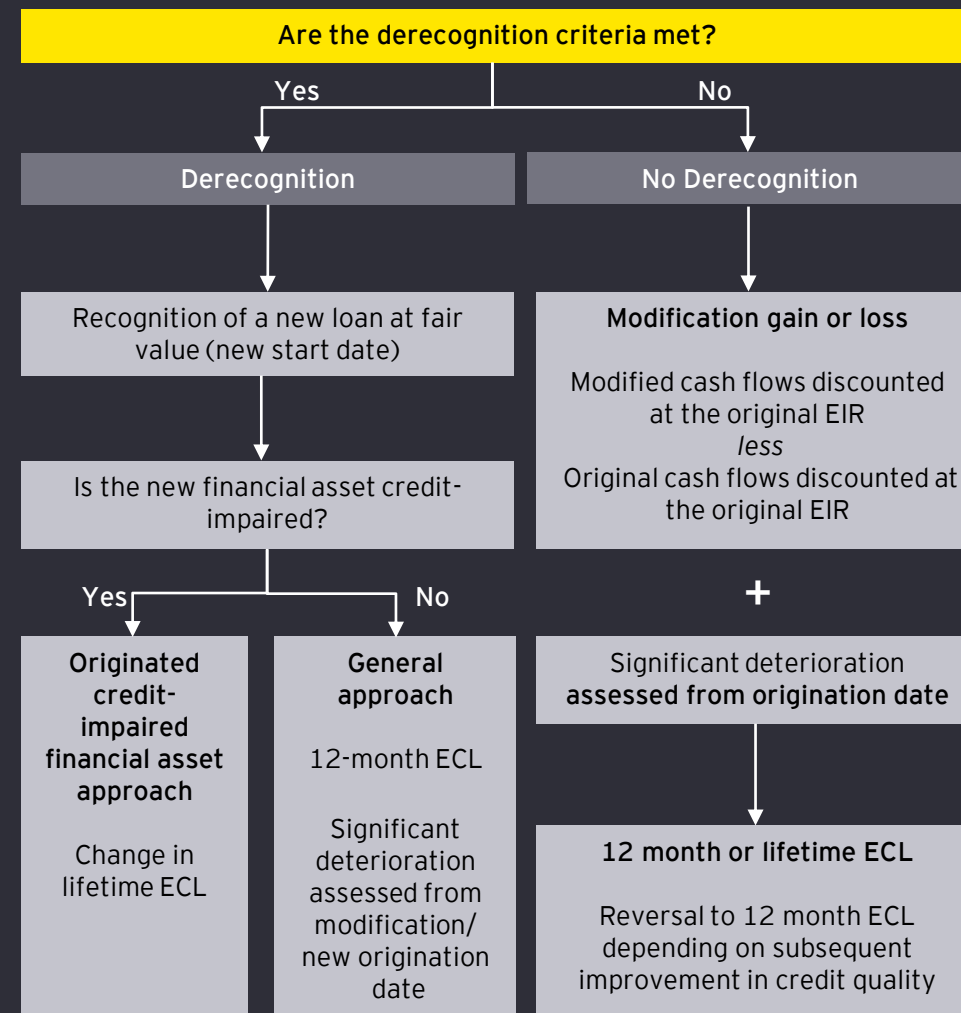 Are the derecognition criteria met?
Yes
No
Derecognition
No Derecognition
Recognition of a new loan at fair
value (new start date)
Modification gain or loss
Modified cash flows discounted
at the original EIR
less
Original cash flows discounted at
the original EIR
Is the new financial asset credit-
impaired?
Yes
No
+
Originated
credit-
impaired
financial asset
approach
Change in
lifetime ECL
General
approach
12-month ECL
Significant
deterioration
assessed from
modification/
new origination
date
Significant deterioration
assessed from origination date
12 month or lifetime ECL
Reversal to 12 month ECL
depending on subsequent
improvement in credit quality